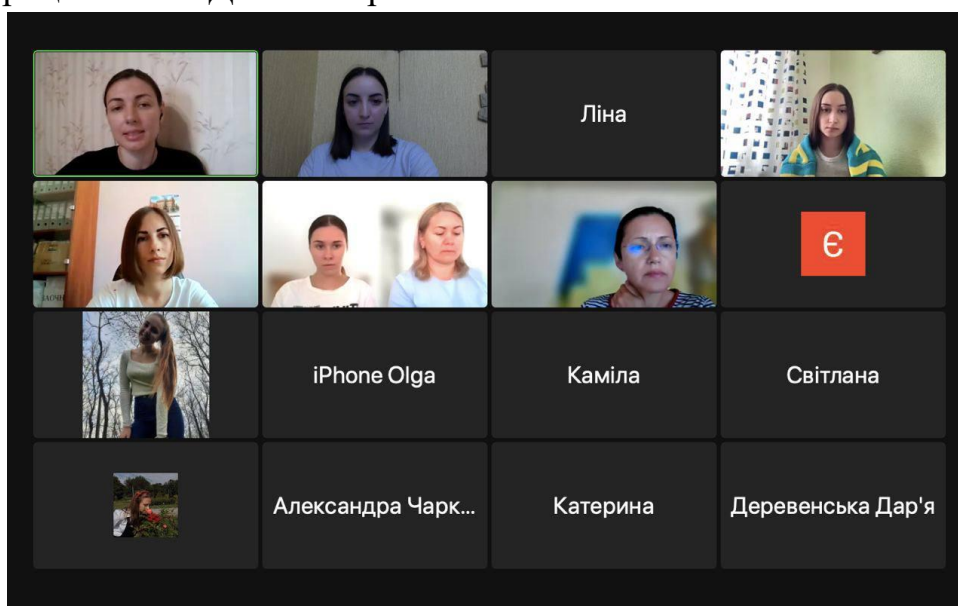 Ліна
Є
iPhone Olga
Каміла
Світлана
Александра Чарк...
Катерина
Деревенська Дар'я